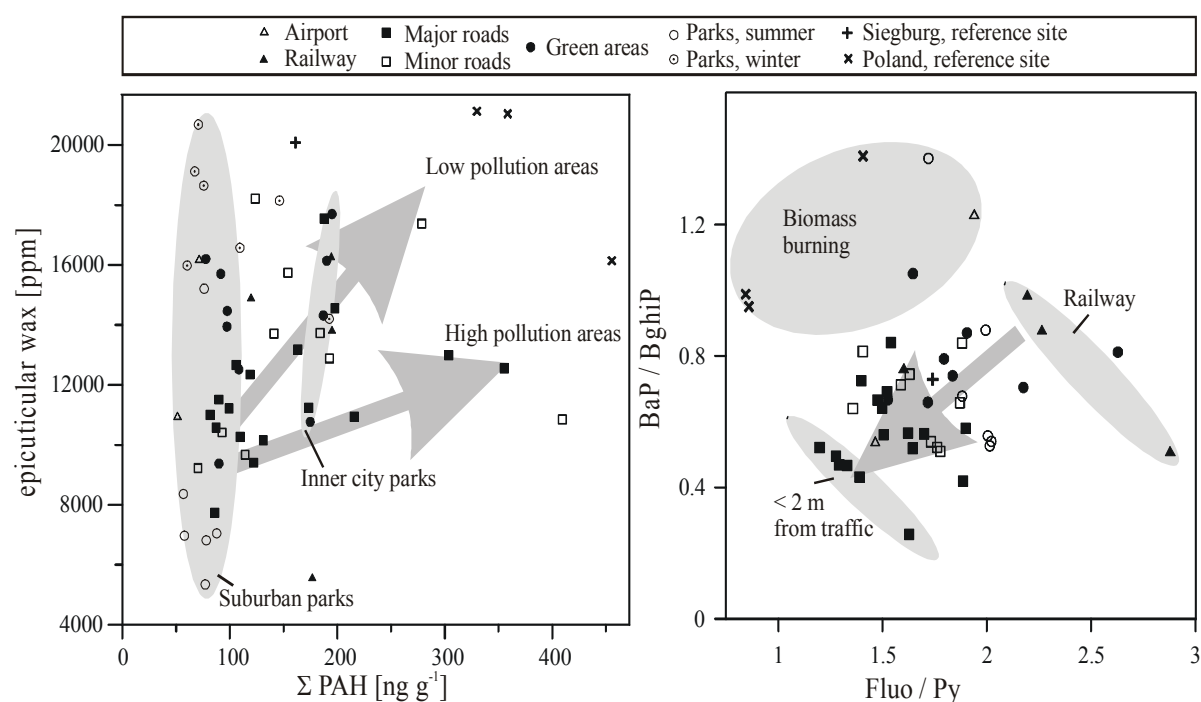 Airport
Railway
Major roads
Minor roads
Green areas
Parks, summer
Parks, winter
Siegburg, reference site
Poland, reference site
epicuticular wax [ppm]
20000
16000
12000
8000
4000
0
100
200
300
400
Σ PAH [ng g⁻¹]
Low pollution areas
High pollution areas
Inner city parks
Suburban parks
BaP / BghiP
1.2
0.8
0.4
0
1
1.5
2
2.5
3
Fluo / Py
Biomass
burning
Railway
< 2 m
from traffic